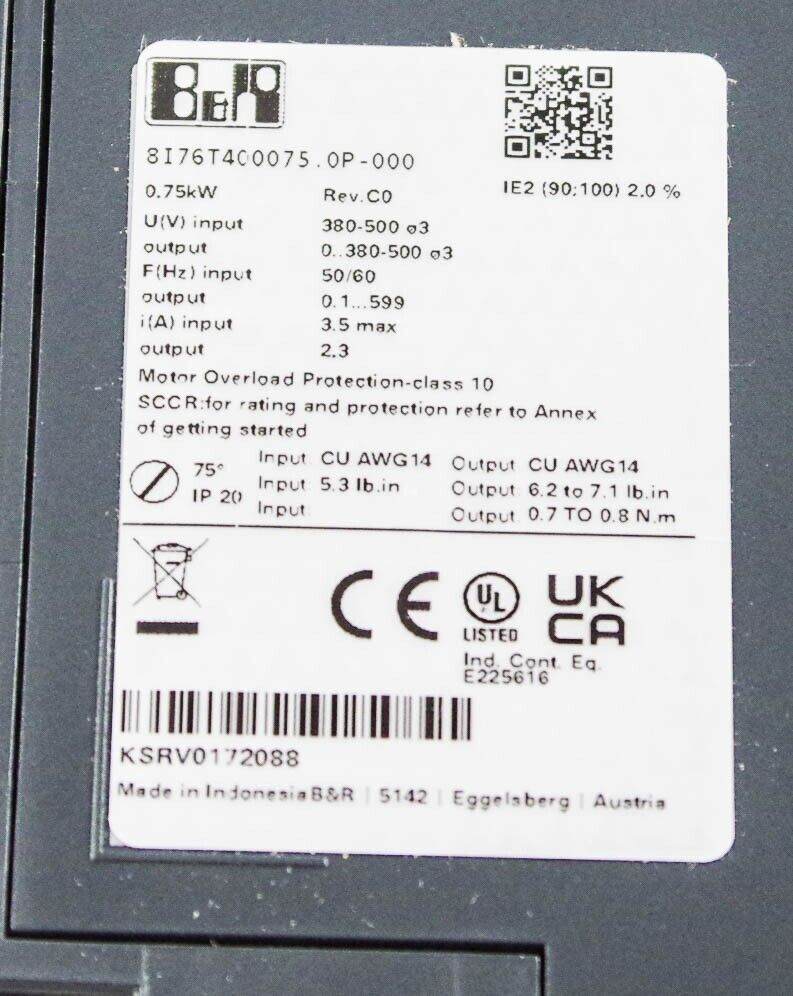 B&R
8I76T400075.0P-000
0.75kW Rev.C0 IE2 (90;100) 2.0 %
U(V) input 380-500 ø3
output 0..380-500 ø3
F(Hz) input 50/60
output 0.1...599
i(A) input 3.5 max
output 2.3
Motor Overload Protection-class 10
SCCR:for rating and protection refer to Annex
of getting started
75° Input CU AWG14 Output CU AWG14
IP 20 Input 5.3 lb.in Output 6.2 to 7.1 lb.in
Input Output 0.7 TO 0.8 N.m
CE UL LISTED UK CA
Ind. Cont. Eq.
E225616
KSRV0172088
Made in Indonesia B&R | 5142 | Eggelsberg | Austria